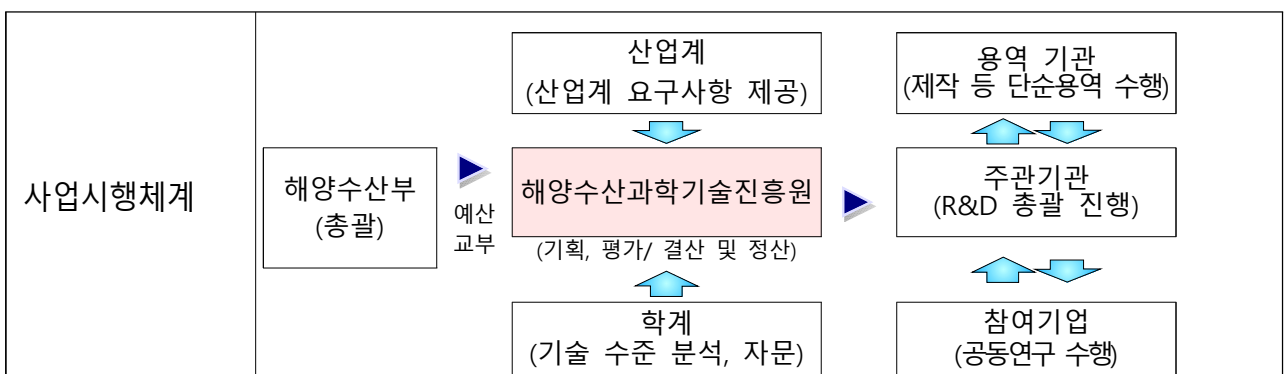 사업시행체계
해양수산부
(총괄)
예산
교부
산업계
(산업계 요구사항 제공)
해양수산과학기술진흥원
(기획, 평가/ 결산 및 정산)
학계
(기술 수준 분석, 자문)
용역 기관
(제작 등 단순용역 수행)
주관기관
(R&D 총괄 진행)
참여기업
(공동연구 수행)